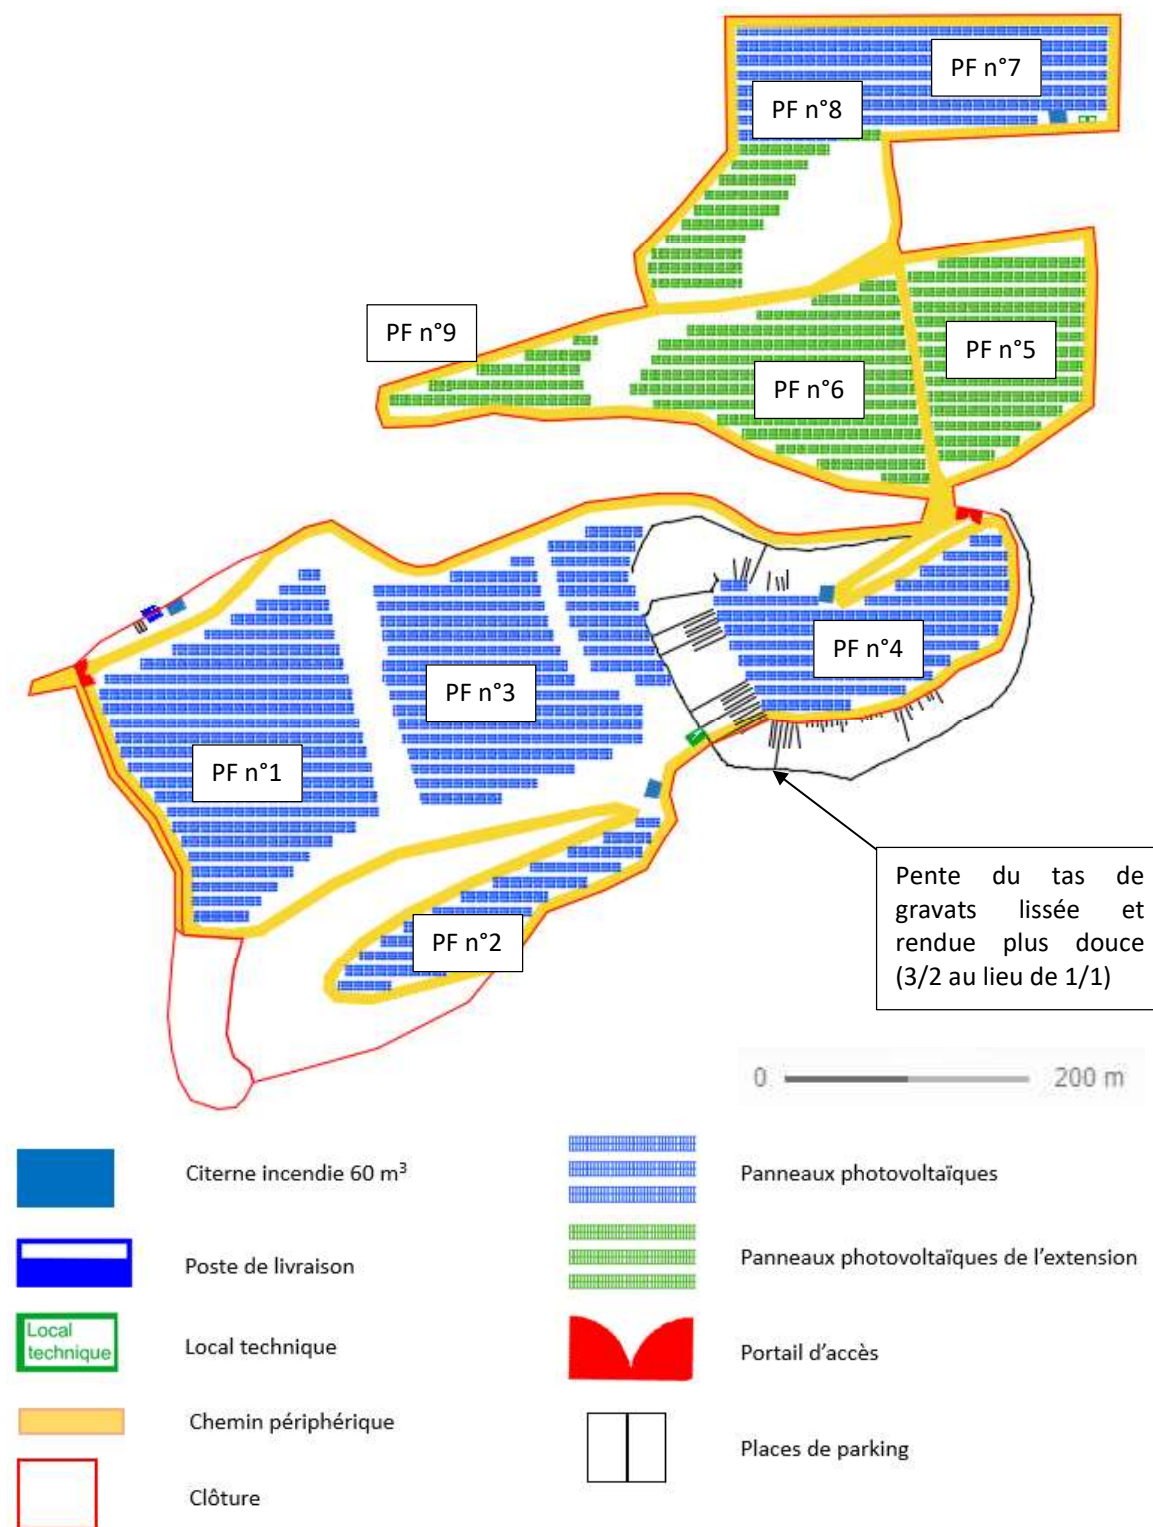 PF n°7
PF n°8
PF n°9
PF n°5
PF n°6
PF n°4
PF n°3
PF n°1
PF n°2
Pente du tas de
gravats lissée et
rendue plus douce
(3/2 au lieu de 1/1)
0 200 m
Citerne incendie 60 m³
Panneaux photovoltaïques
Poste de livraison
Panneaux photovoltaïques de l'extension
Local
technique
Local technique
Portail d'accès
Chemin périphérique
Places de parking
Clôture